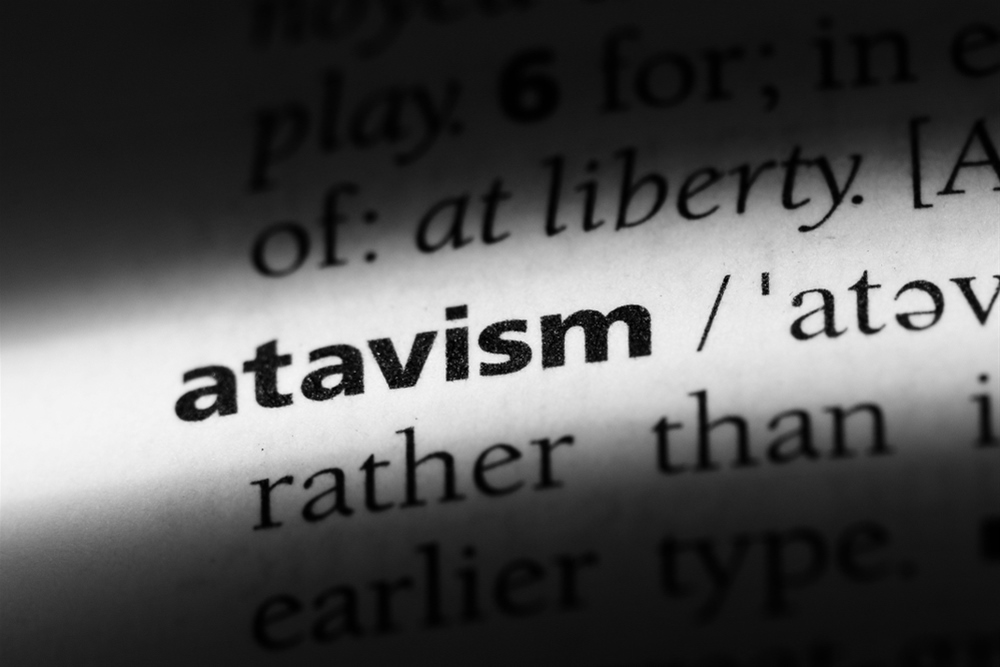 play. 6 for; in e
of: at liberty. [A
atavism /ˈatəv
rather than i
earlier type.